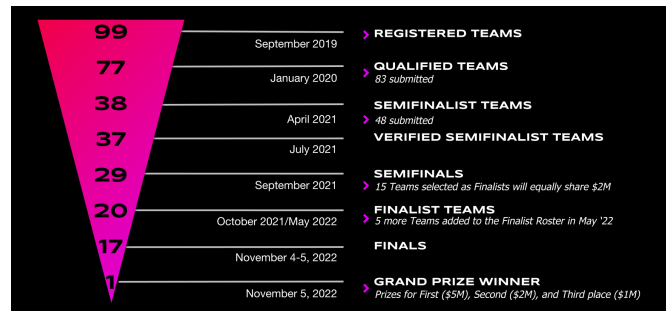 99
September 2019
REGISTERED TEAMS
77
January 2020
QUALIFIED TEAMS
83 submitted
38
April 2021
SEMIFINALIST TEAMS
48 submitted
37
July 2021
VERIFIED SEMIFINALIST TEAMS
29
September 2021
SEMIFINALS
15 Teams selected as Finalists will equally share $2M
20
October 2021/May 2022
FINALIST TEAMS
5 more Teams added to the Finalist Roster in May '22
17
November 4-5, 2022
FINALS
1
November 5, 2022
GRAND PRIZE WINNER
Prizes for First ($5M), Second ($2M), and Third place ($1M)